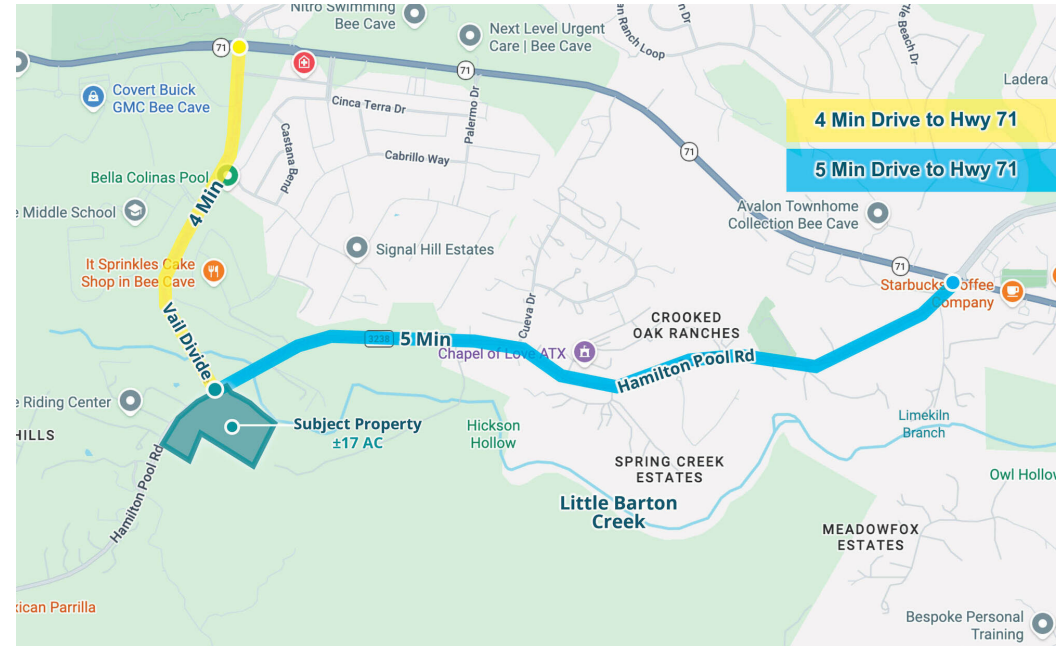 Nitro Swimming
Bee Cave
Next Level Urgent
Care | Bee Cave
Ranch Loop
Dr
Beach Dr
71
71
Ladera
Covert Buick
GMC Bee Cave
Cinca Terra Dr
Palermo Dr
4 Min Drive to Hwy 71
Castana Bend
Cabrillo Way
71
5 Min Drive to Hwy 71
Bella Colinas Pool
4 Min
e Middle School
Avalon Townhome
Collection Bee Cave
Signal Hill Estates
It Sprinkles Cake
Shop in Bee Cave
71
Starbucks Coffee
Company
Vail Divide
Cueva Dr
CROOKED
OAK RANCHES
3238
5 Min
Chapel of Love ATX
Hamilton Pool Rd
e Riding Center
HILLS
Subject Property
±17 AC
Hickson
Hollow
Limekiln
Branch
Hamilton Pool Rd
SPRING CREEK
ESTATES
Owl Hollow
Little Barton
Creek
MEADOWFOX
ESTATES
xican Parrilla
Bespoke Personal
Training